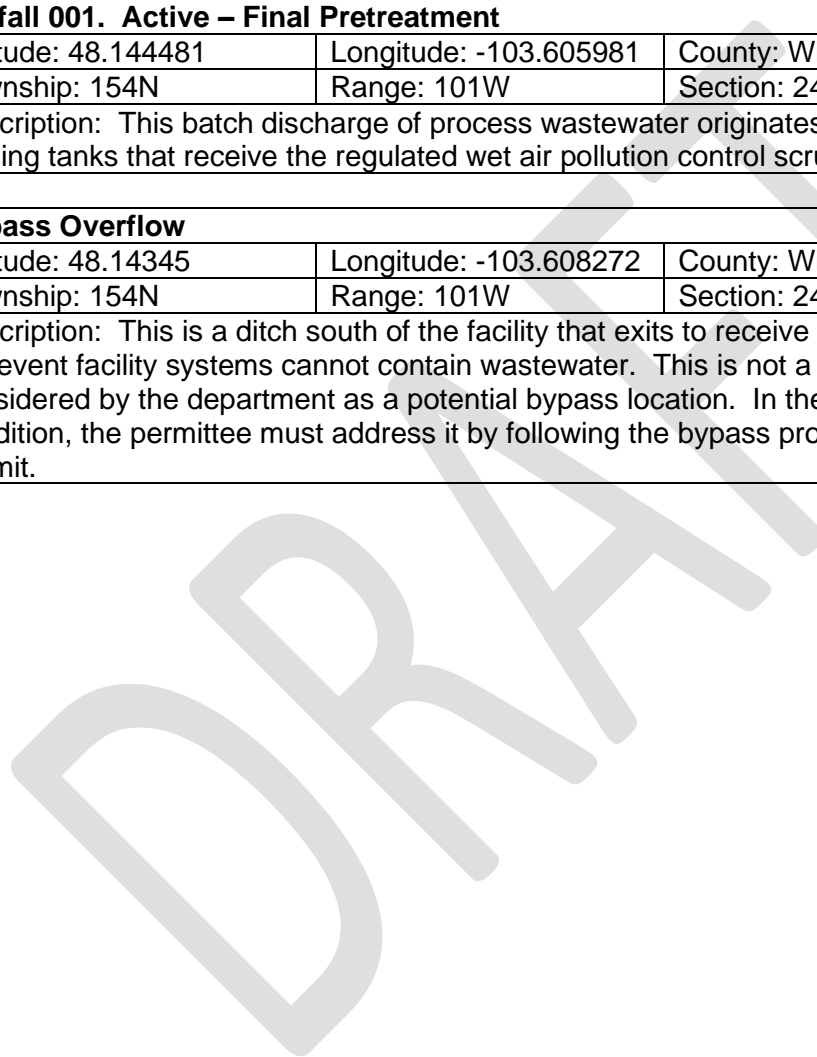 fall 001. Active – Final Pretreatment
tude: 48.144481 Longitude: -103.605981 County: W
nship: 154N Range: 101W Section: 24
cription: This batch discharge of process wastewater originates
ing tanks that receive the regulated wet air pollution control scru
pass Overflow
tude: 48.14345 Longitude: -103.608272 County: W
nship: 154N Range: 101W Section: 24
cription: This is a ditch south of the facility that exits to receive
event facility systems cannot contain wastewater. This is not a
sidered by the department as a potential bypass location. In the
dition, the permittee must address it by following the bypass pro
mit.
DRAFT